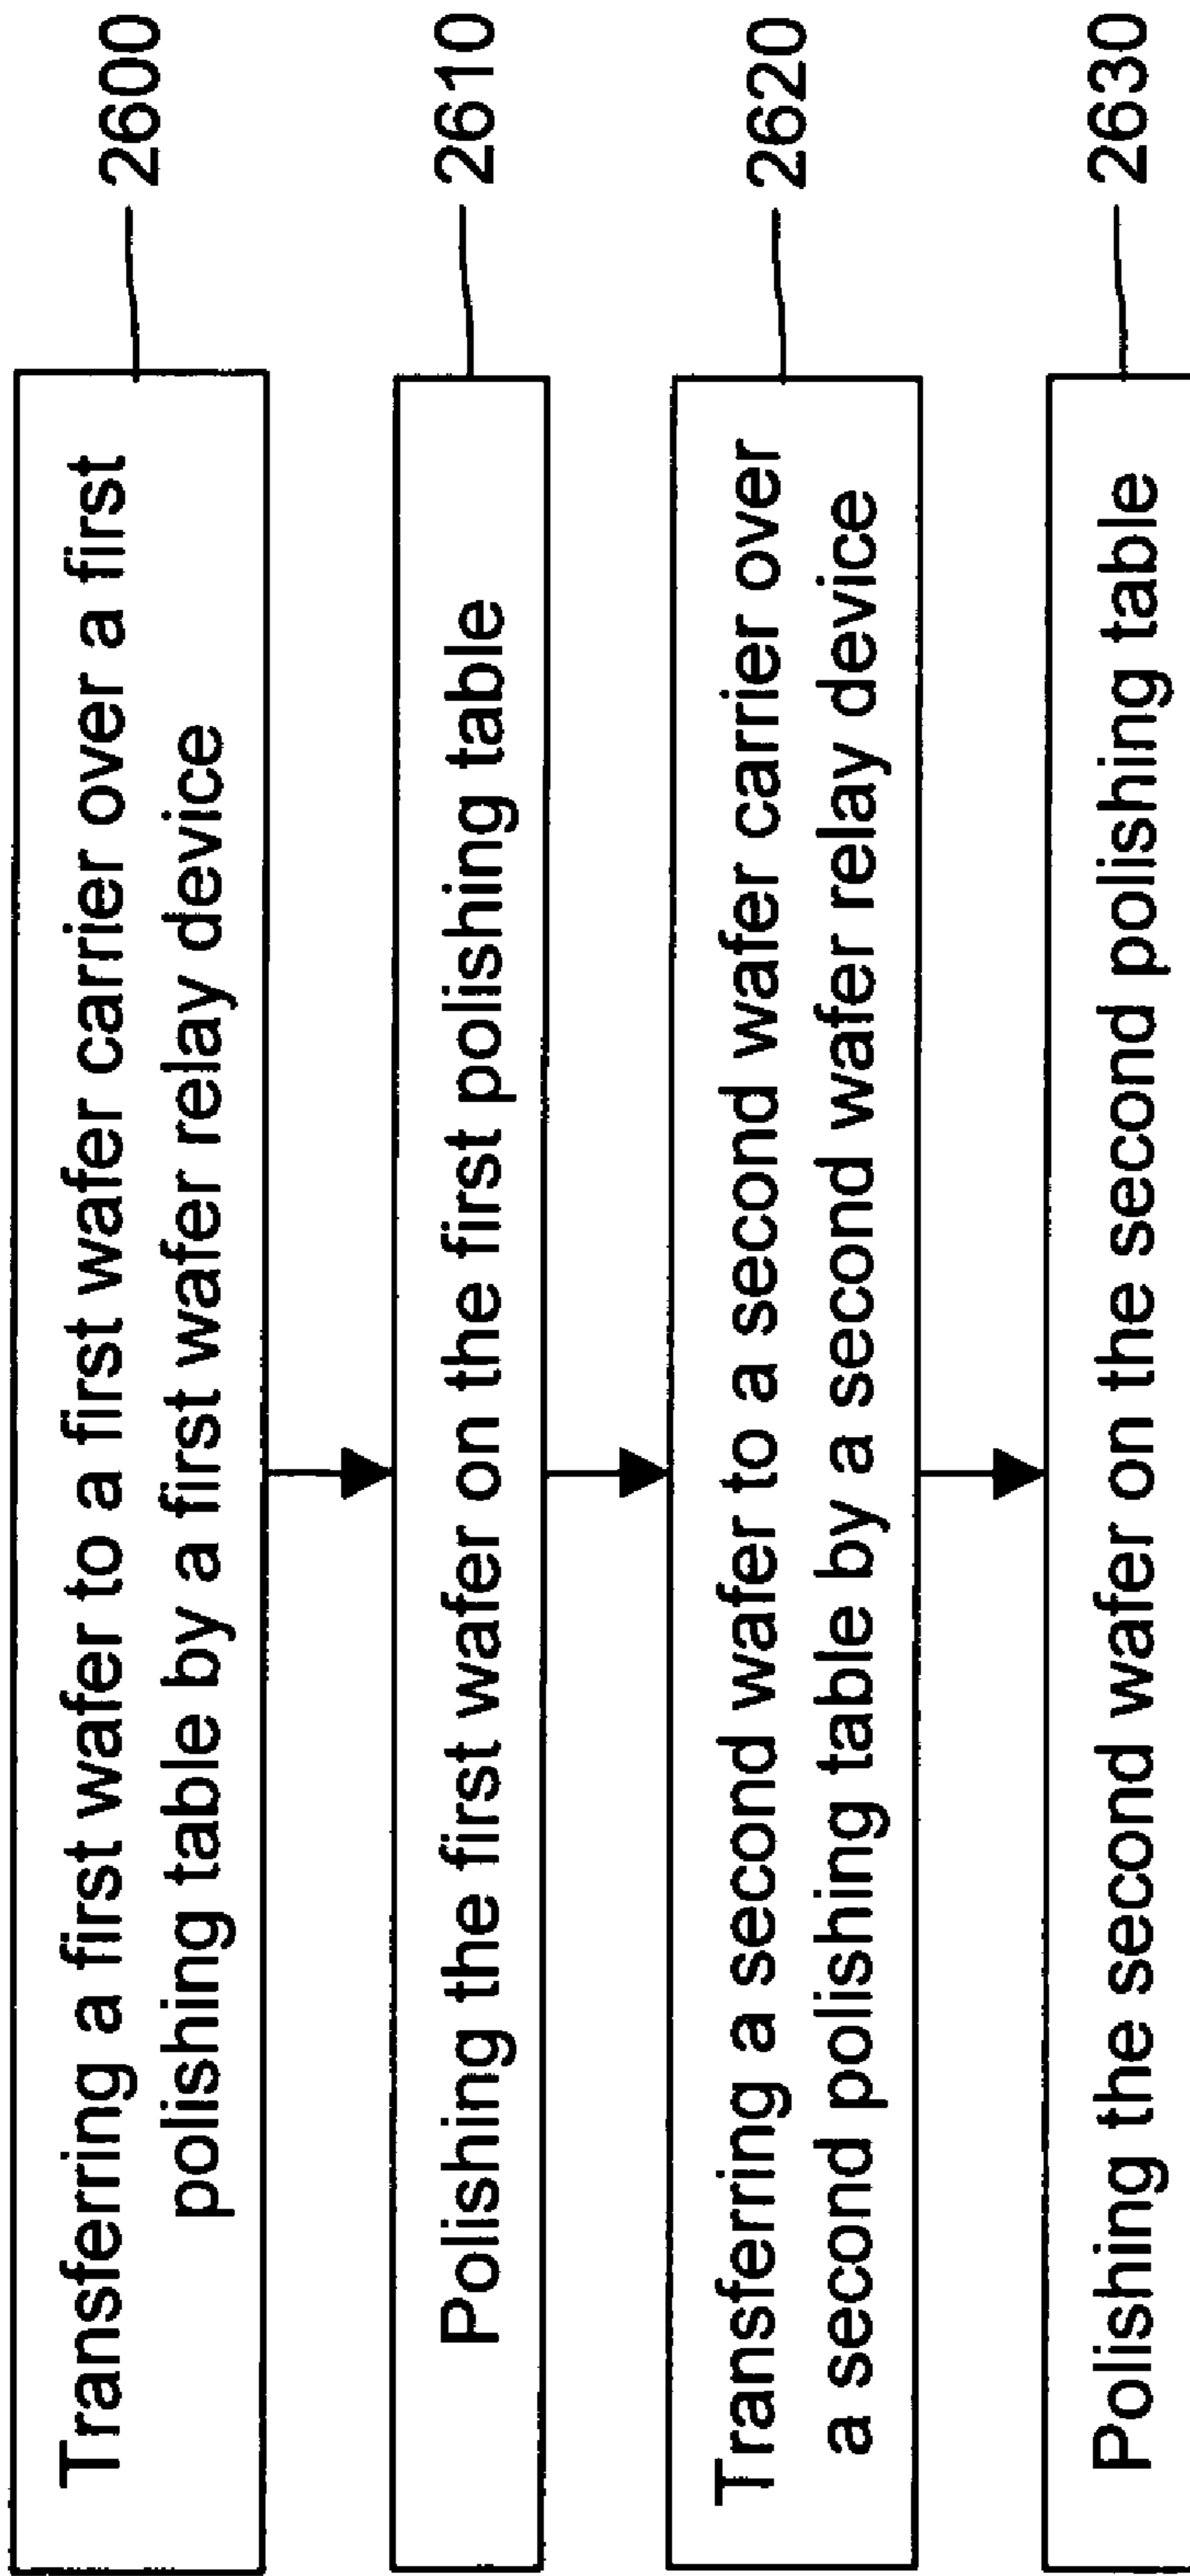 Transferring a first wafer to a first wafer carrier over a first
polishing table by a first wafer relay device
2600
Polishing the first wafer on the first polishing table
2610
Transferring a second wafer to a second wafer carrier over
a second polishing table by a second wafer relay device
2620
Polishing the second wafer on the second polishing table
2630